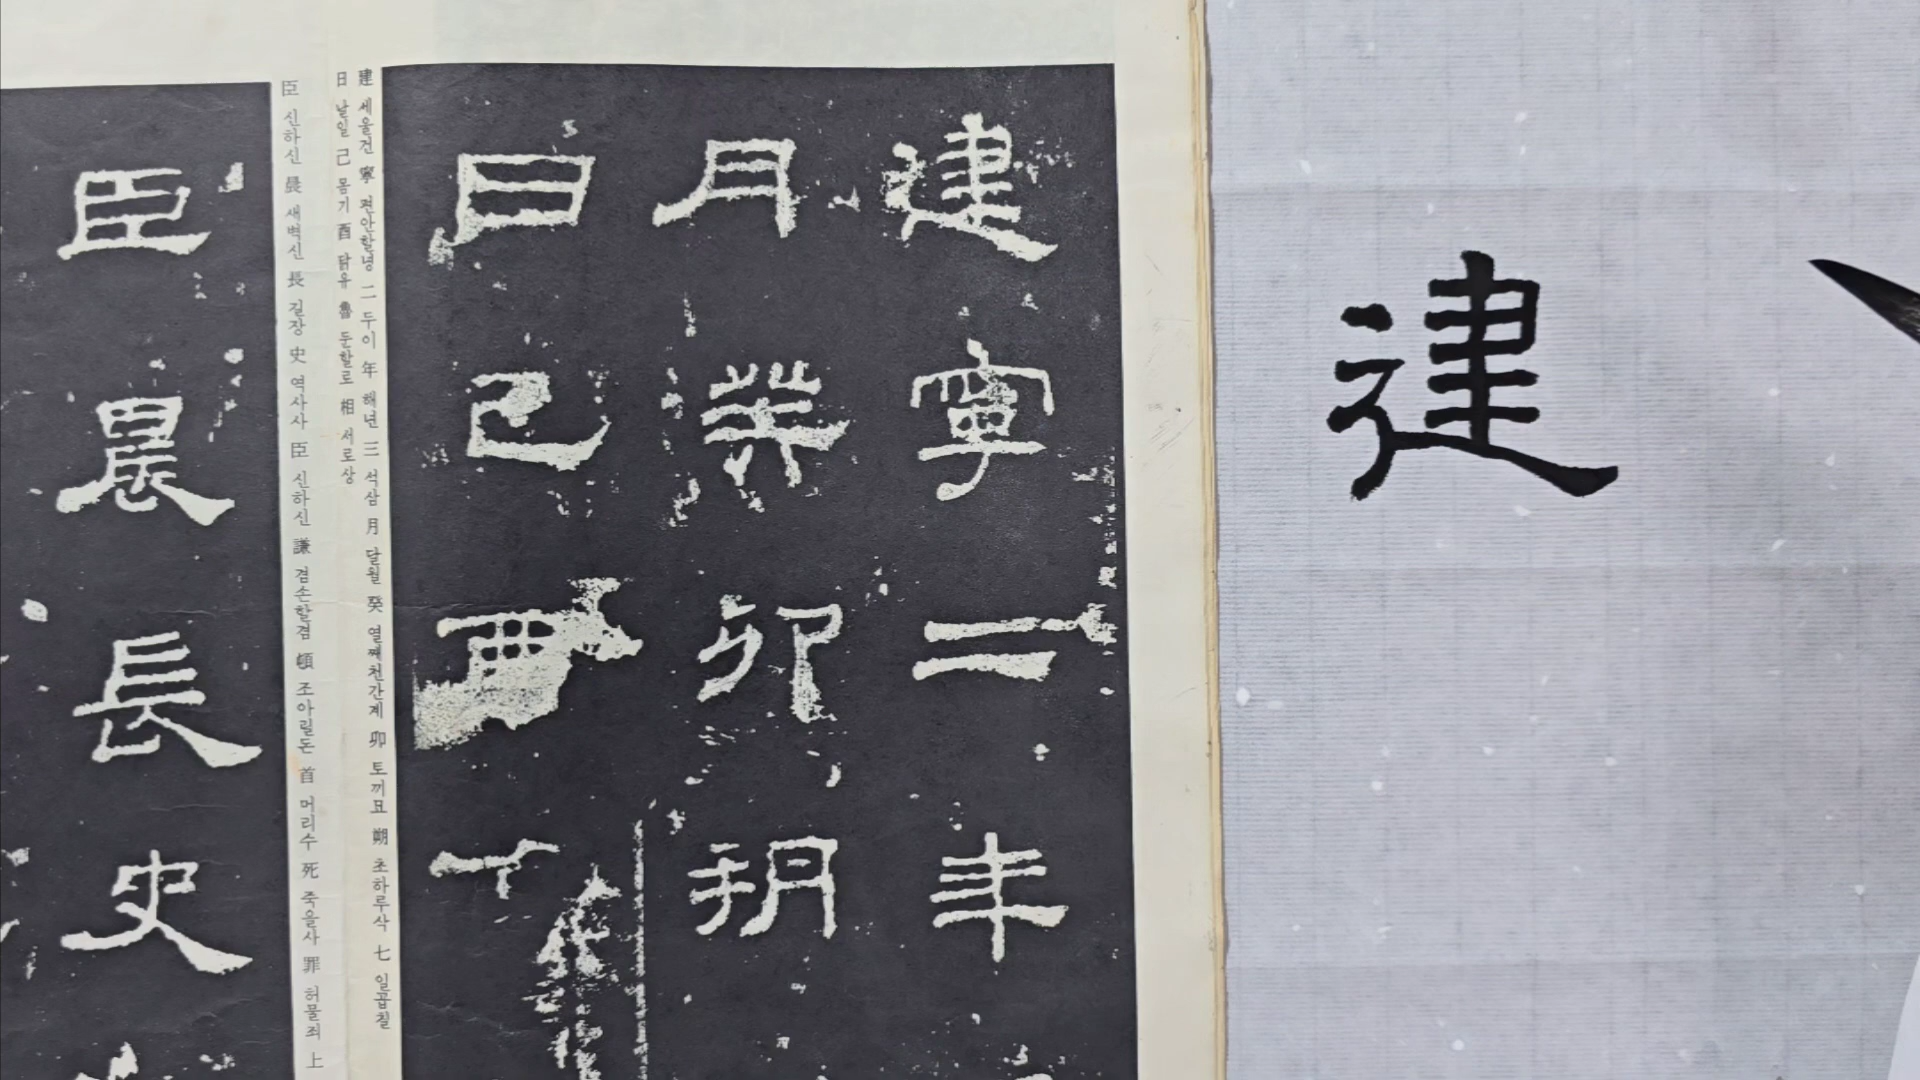 建
建寧二年
月癸卯朔
日己酉
建 세울건 寧 편안할녕 二 두이 年 해년 三 석삼 月 달월 癸 열째천간계 卯 토끼묘 朔 초하루삭 七 일곱칠
日 날일 己 몸기 酉 닭유 魯 둔할로 相 서로상
臣 신하신 晨 새벽신 長 길장 史 역사사 臣 신하신 謙 겸손할겸 頓 조아릴돈 首 머리수 死 죽을사 罪 허물죄 上
臣晨長史